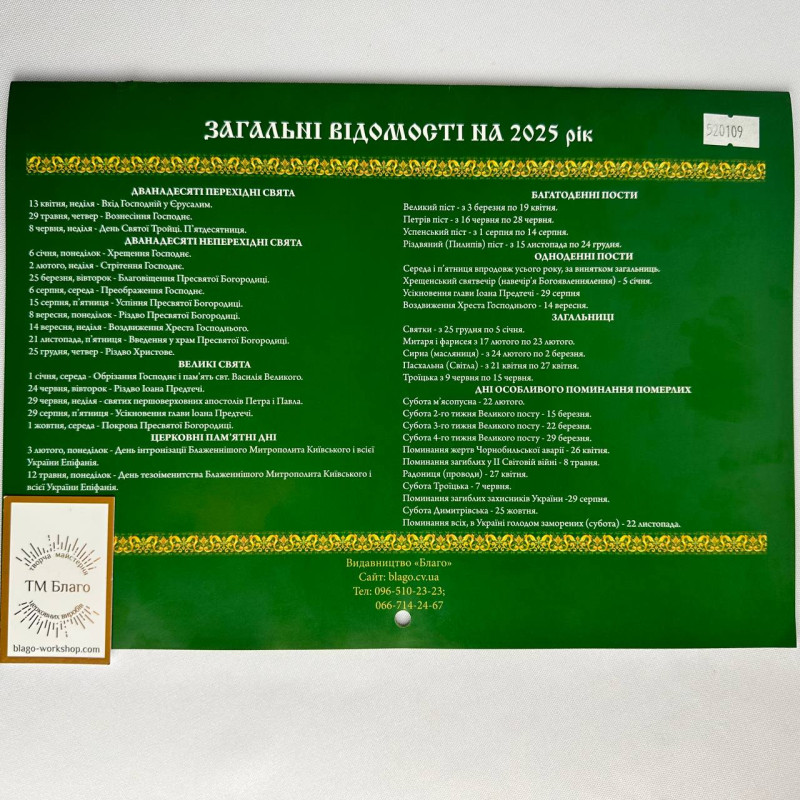 ЗАГАЛЬНІ ВІДОМОСТІ НА 2025 рік
520109
ДВАНАДЕСЯТІ ПЕРЕХІДНІ СВЯТА
13 квітня, неділя - Вхід Господній у Єрусалим.
29 травня, четвер - Вознесіння Господнє.
8 червня, неділя - День Святої Тройці. П'ятдесятниця.
ДВАНАДЕСЯТІ НЕПЕРЕХІДНІ СВЯТА
6 січня, понеділок - Хрещення Господнє.
2 лютого, неділя - Стрітення Господнє.
25 березня, вівторок - Благовіщення Пресвятої Богородиці.
6 серпня, середа - Преображення Господнє.
15 серпня, п'ятниця - Успіння Пресвятої Богородиці.
8 вересня, понеділок - Різдво Пресвятої Богородиці.
14 вересня, неділя - Воздвиження Хреста Господнього.
21 листопада, п'ятниця - Введення у храм Пресвятої Богородиці.
25 грудня, четвер - Різдво Христове.
ВЕЛИКІ СВЯТА
1 січня, середа - Обрізання Господнє і пам'ять свт. Василія Великого.
24 червня, вівторок - Різдво Іоана Предтечі.
29 червня, неділя - святих першоверховних апостолів Петра і Павла.
29 серпня, п'ятниця - Усікновення глави Іоана Предтечі.
1 жовтня, середа - Покрова Пресвятої Богородиці.
ЦЕРКОВНІ ПАМ'ЯТНІ ДНІ
3 лютого, понеділок - День інтронізації Блаженнішого Митрополита Київського і всієї
України Епіфанія.
12 травня, понеділок - День тезоіменитства Блаженнішого Митрополита Київського і
всієї України Епіфанія.
БАГАТОДЕННІ ПОСТИ
Великий піст - з 3 березня по 19 квітня.
Петрів піст - з 16 червня по 28 червня.
Успенський піст - з 1 серпня по 14 серпня.
Різдвяний (Пилипів) піст - з 15 листопада по 24 грудня.
ОДНОДЕННІ ПОСТИ
Середа і п'ятниця впродовж усього року, за винятком загальниць.
Хрещенський святвечір (навечір'я Богоявленнялення) - 5 січня.
Усікновення глави Іоана Предтечі - 29 серпня
Воздвиження Хреста Господнього - 14 вересня.
ЗАГАЛЬНИЦІ
Святки - з 25 грудня по 5 січня.
Митаря і фарисея з 17 лютого по 23 лютого.
Сирна (масляниця) - з 24 лютого по 2 березня.
Пасхальна (Світла) - з 21 квітня по 27 квітня.
Троїцька з 9 червня по 15 червня.
ДНІ ОСОБЛИВОГО ПОМИНАННЯ ПОМЕРЛИХ
Субота м'ясопусна - 22 лютого.
Субота 2-го тижня Великого посту - 15 березня.
Субота 3-го тижня Великого посту - 22 березня.
Субота 4-го тижня Великого посту - 29 березня.
Поминання жертв Чорнобильської аварії - 26 квітня.
Поминання загиблих у ІІ Світовій війні - 8 травня.
Радониця (проводи) - 27 квітня.
Субота Троїцька - 7 червня.
Поминання загиблих захисників України -29 серпня.
Субота Димитрівська - 25 жовтня.
Поминання всіх, в Україні голодом заморених (субота) - 22 листопада.
Видавництво «Благо»
Сайт: blago.cv.ua
Тел: 096-510-23-23;
066-714-24-67
творча майстерня
ТМ Благо
церковних виробів
blago-workshop.com